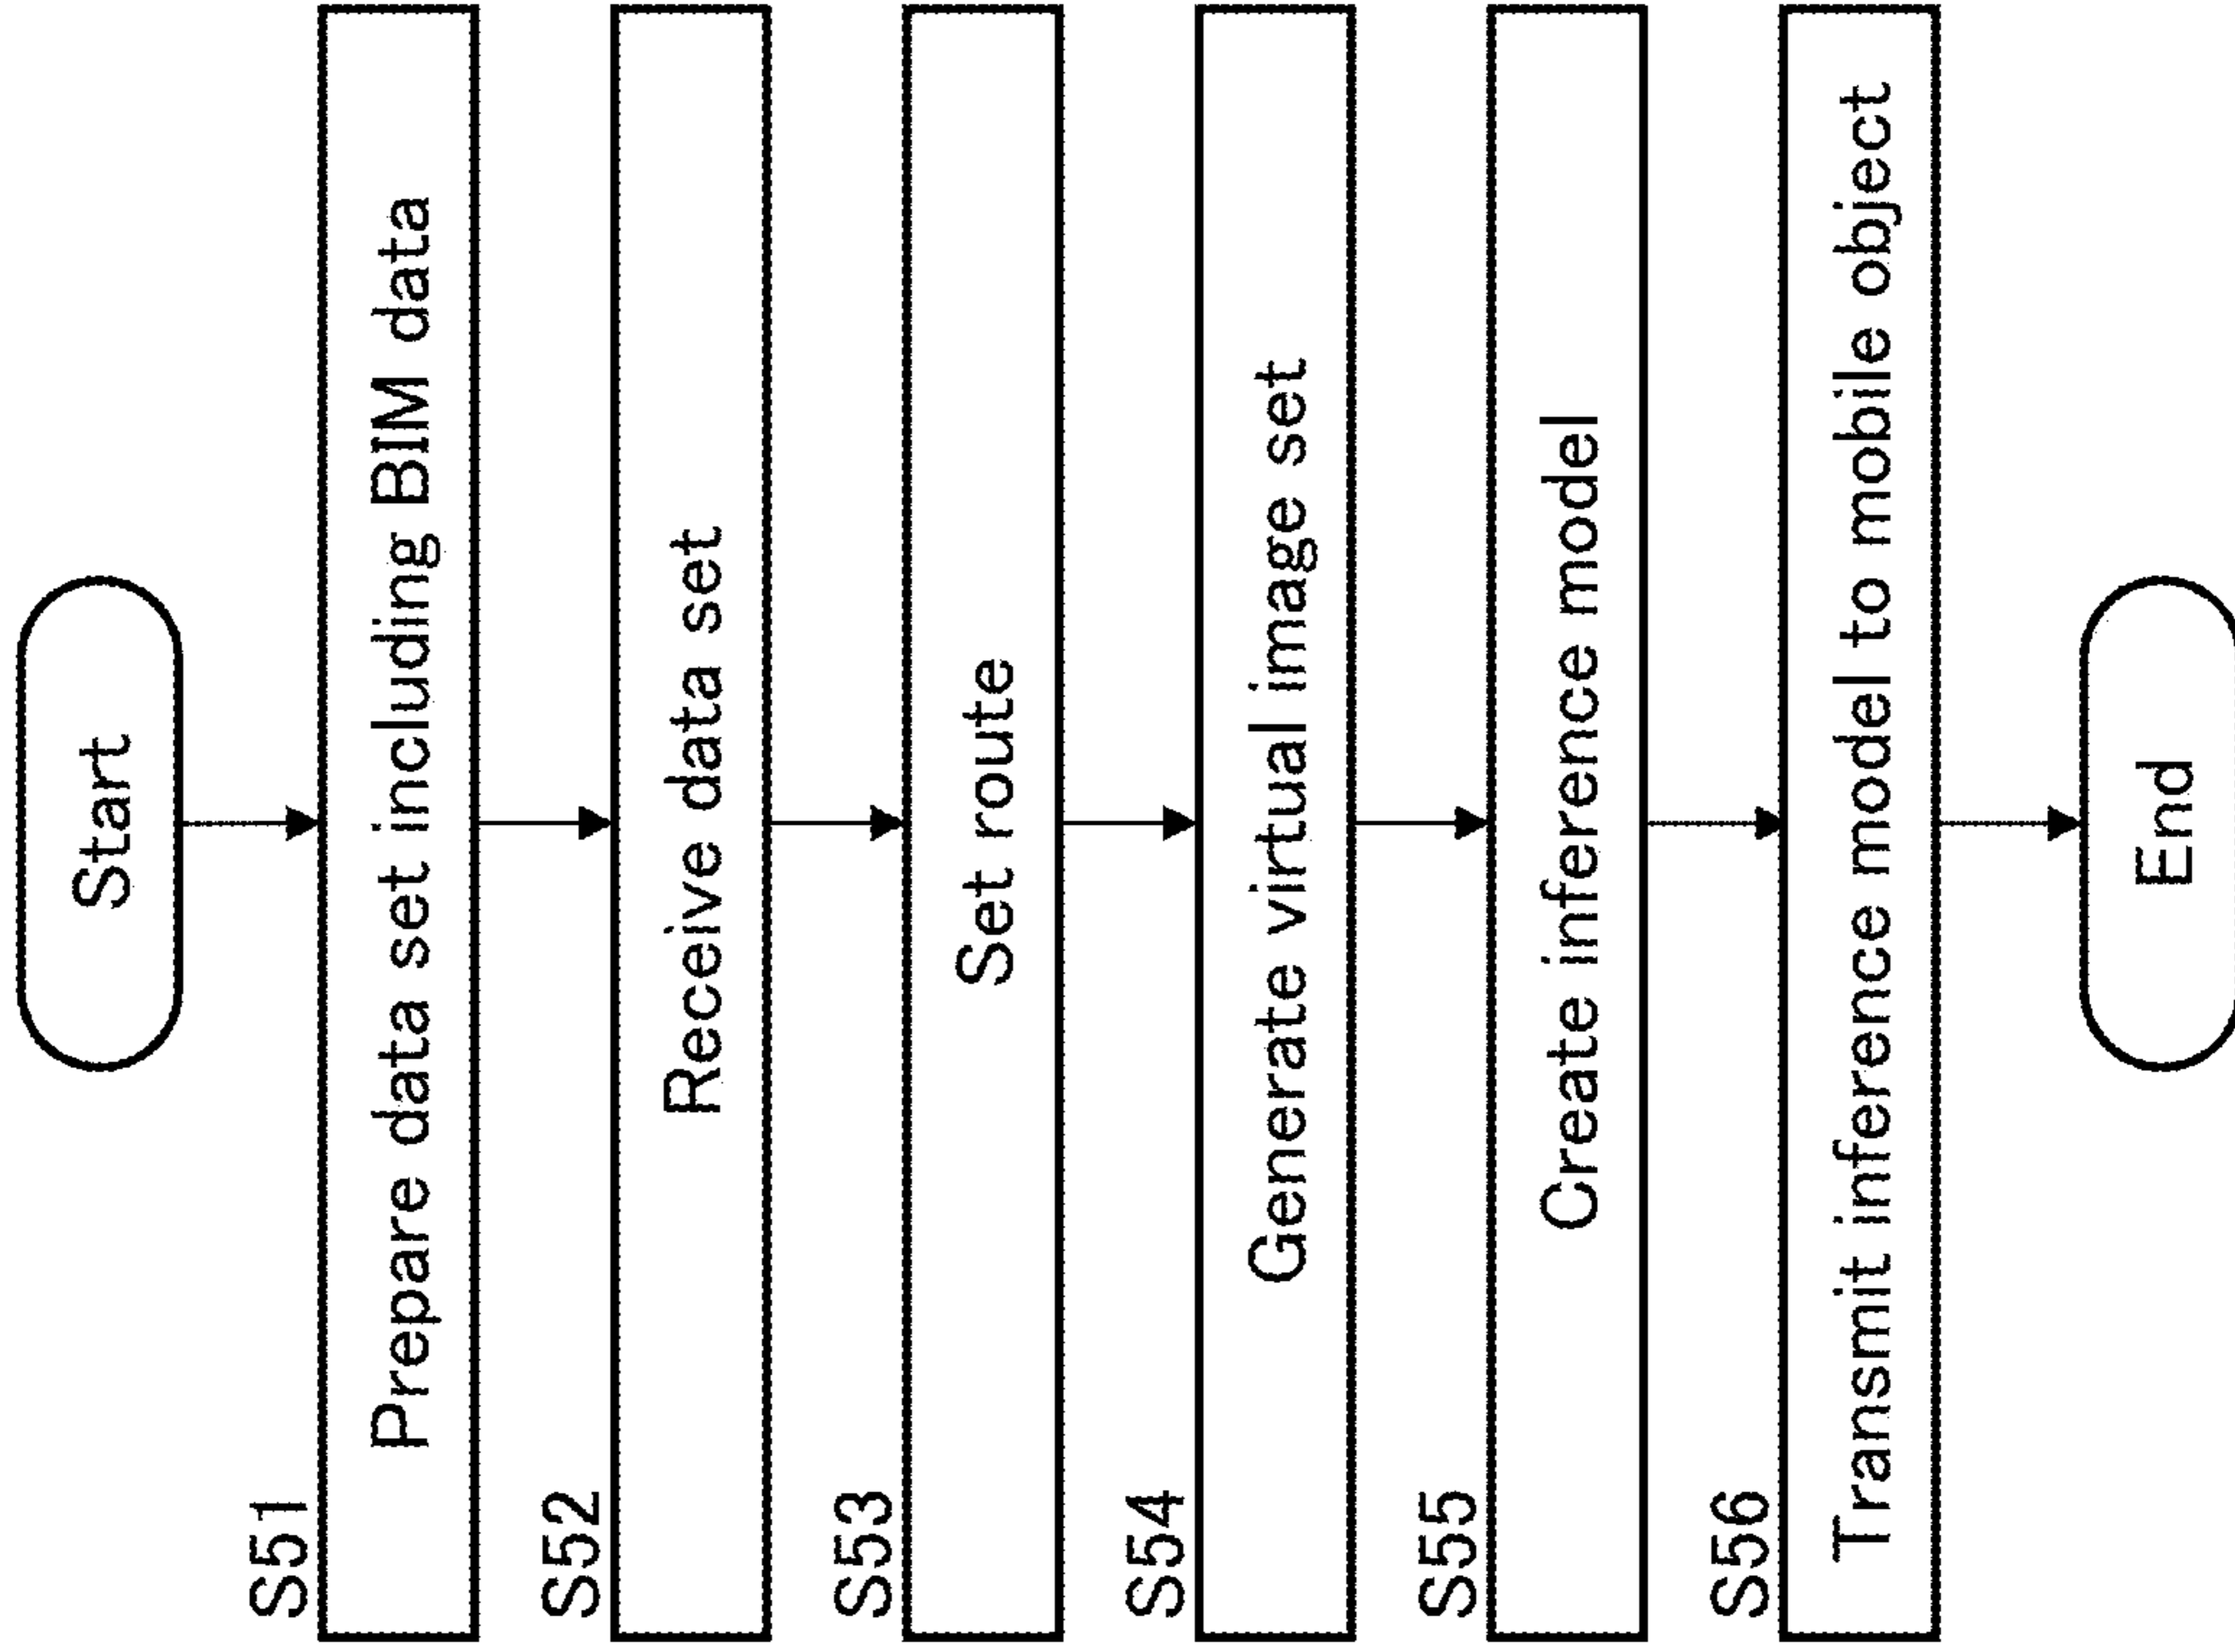 Start
S51
Prepare data set including BIM data
S52
Receive data set
S53
Set route
S54
Generate virtual image set
S55
Create inference model
S56
Transmit inference model to mobile object
End